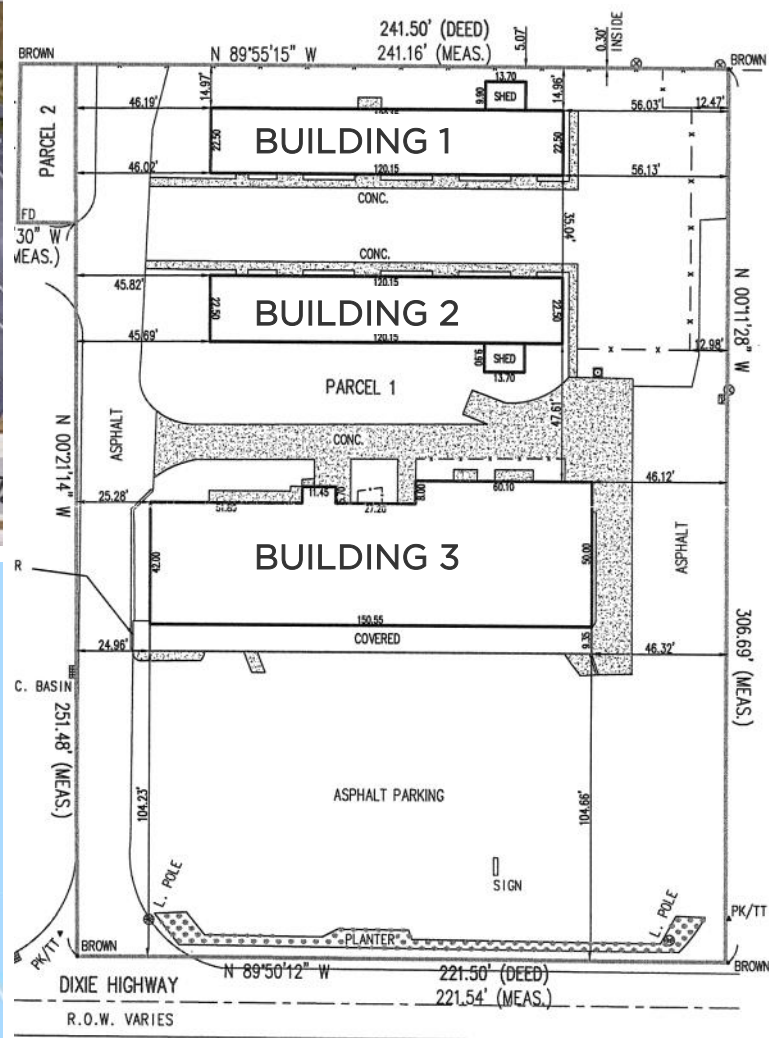 241.50' (DEED)
241.16' (MEAS.)
N 89°55'15" W
5.07'
0.30'
INSIDE
BROWN
BROWN
PARCEL 2
FD
'30" W
MEAS.)
46.19'
14.97'
13.70
9.90
SHED
14.96'
56.03'
12.47'
22.50
BUILDING 1
22.50
46.02'
120.15
56.13'
CONC.
35.04'
CONC.
45.82'
120.15
22.50
BUILDING 2
22.50
45.69'
120.15
9.90
SHED
13.70
12.98'
N 00°11'28" W
PARCEL 1
47.61'
CONC.
ASPHALT
N 00°21'14" W
25.28'
11.45
27.20
8.00
60.10
46.12'
42.00
BUILDING 3
50.00
ASPHALT
R
150.55
COVERED
9.35
24.96'
46.32'
306.69' (MEAS.)
C. BASIN
251.48' (MEAS.)
104.23'
ASPHALT PARKING
104.66'
SIGN
L. POLE
L. POLE
PLANTER
PK/TT
PK/TT
BROWN
BROWN
N 89°50'12" W
221.50' (DEED)
221.54' (MEAS.)
DIXIE HIGHWAY
R.O.W. VARIES